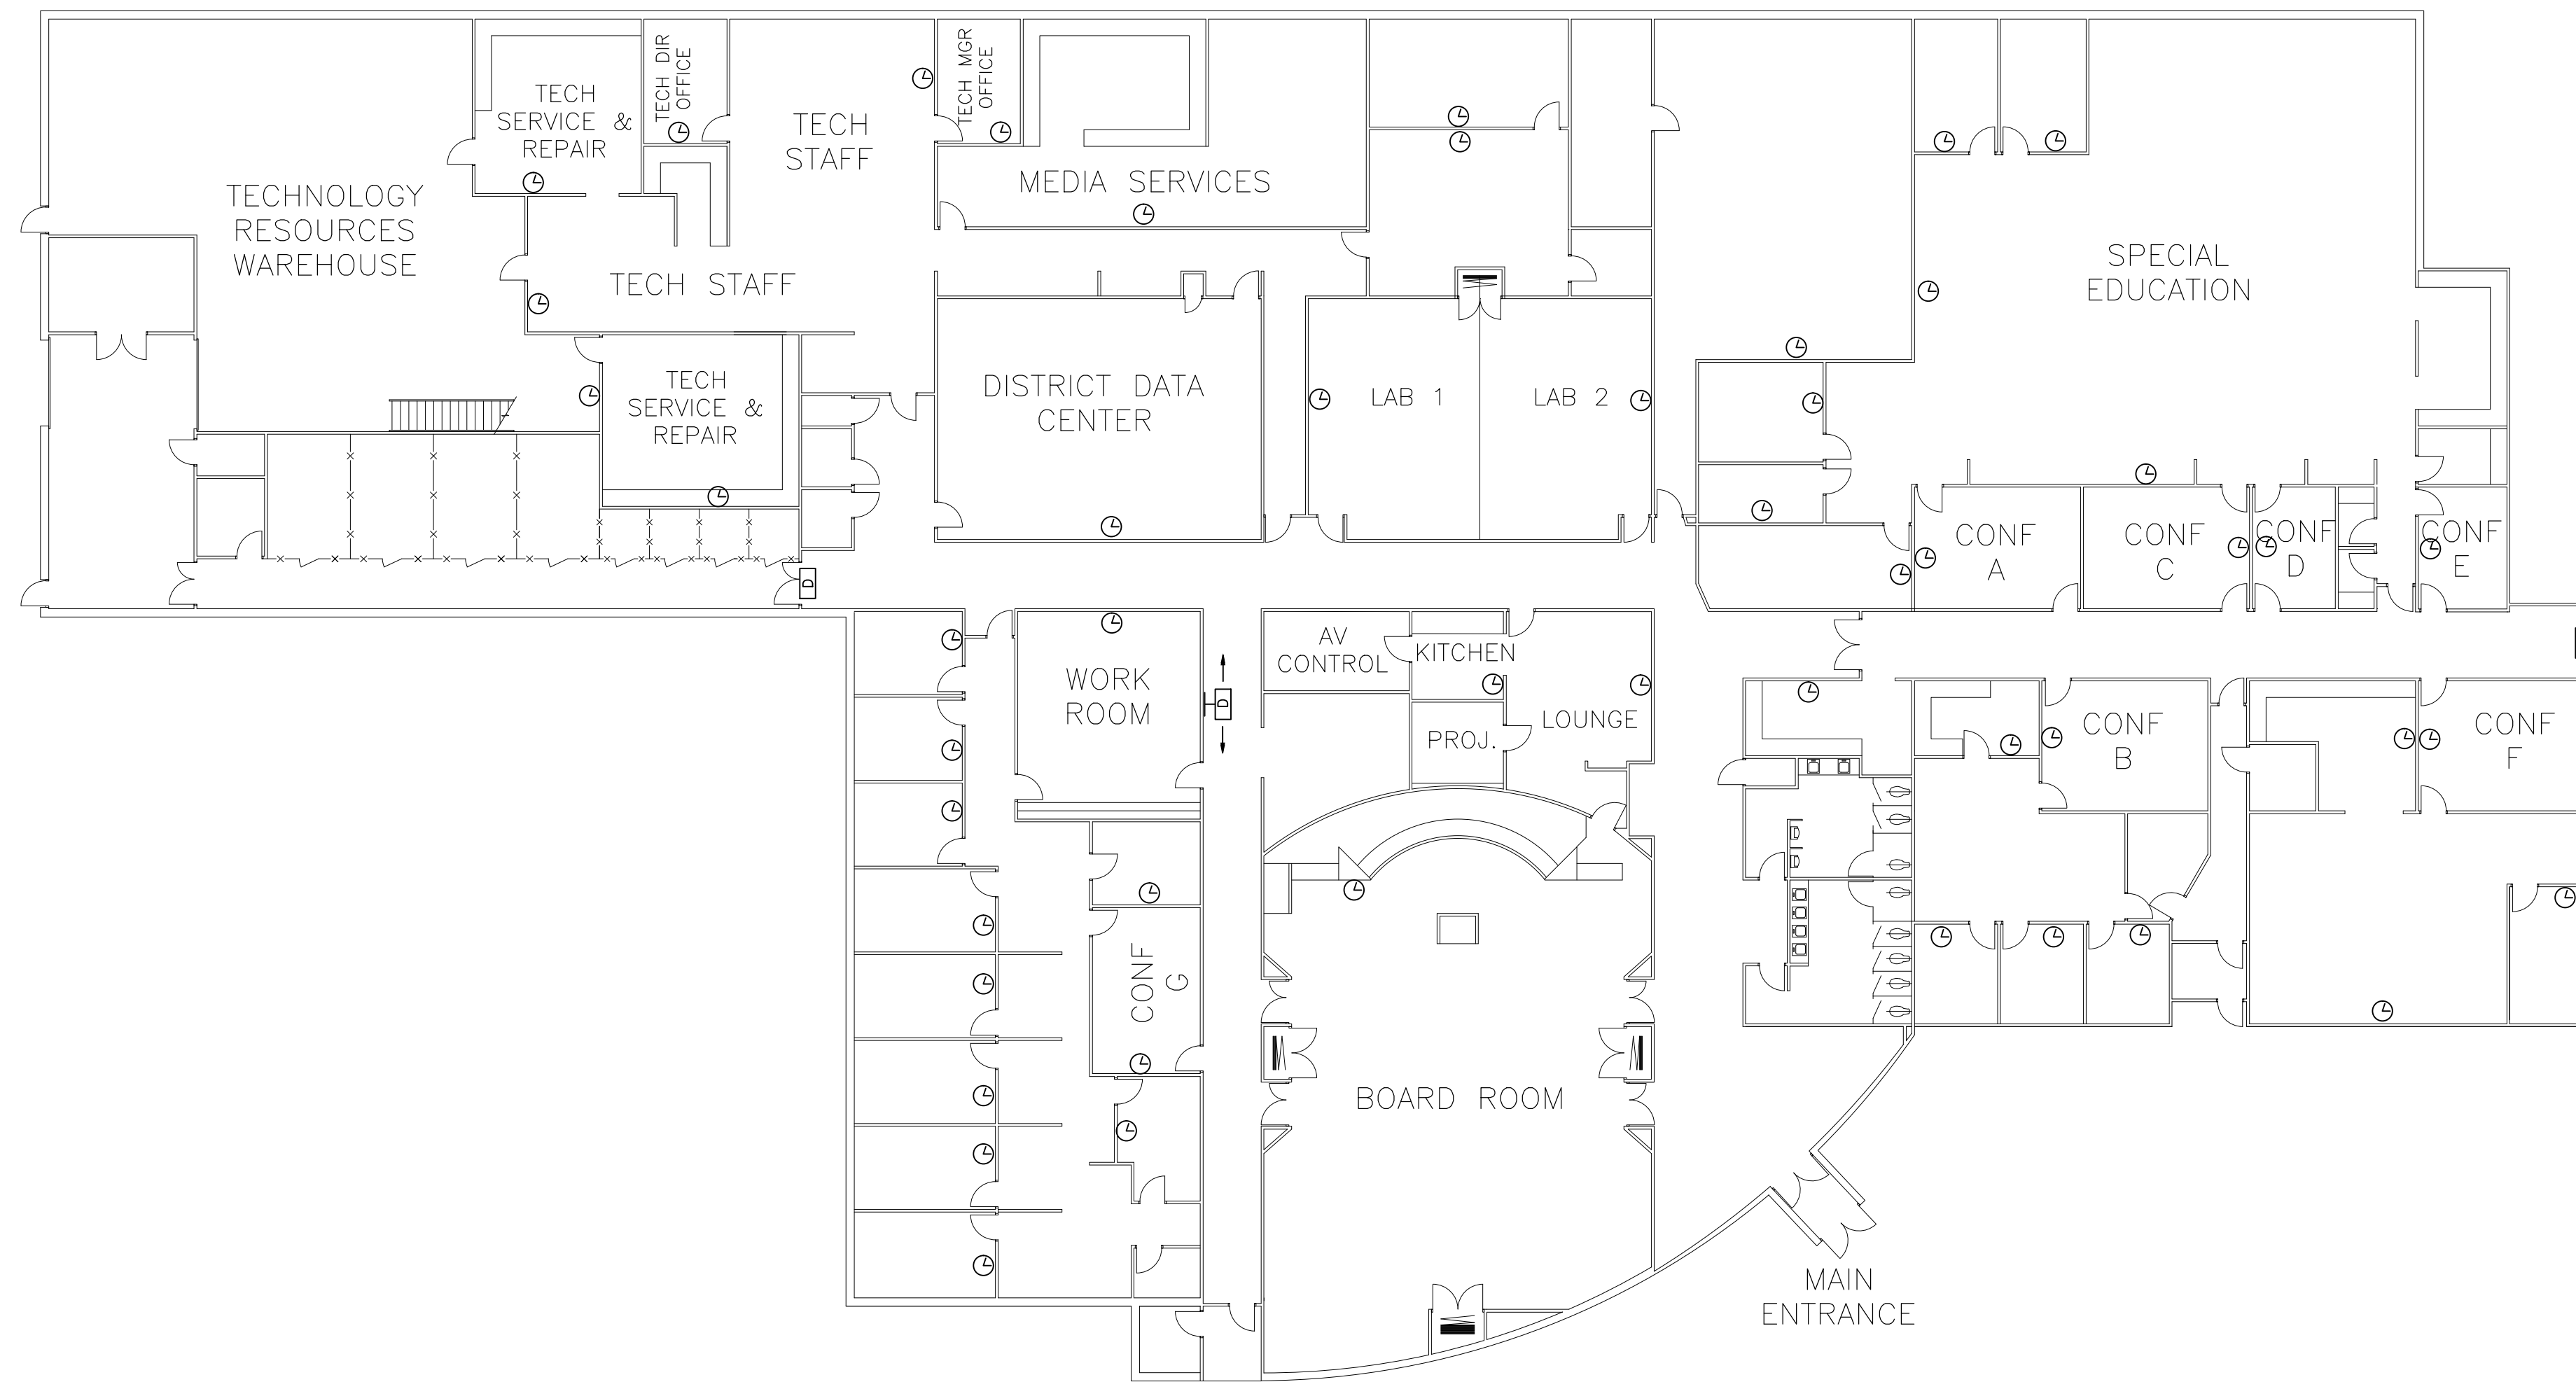 TECH DIR
OFFICE
TECH MGR
OFFICE
TECH
SERVICE &
REPAIR
TECH
STAFF
MEDIA SERVICES
TECHNOLOGY
RESOURCES
WAREHOUSE
TECH STAFF
SPECIAL
EDUCATION
TECH
SERVICE &
REPAIR
DISTRICT DATA
CENTER
LAB 1
LAB 2
CONF
A
CONF
C
CONF
D
CONF
E
D
WORK
ROOM
D
AV
CONTROL
KITCHEN
PROJ.
LOUNGE
CONF
B
CONF
F
CONF
G
BOARD ROOM
MAIN
ENTRANCE